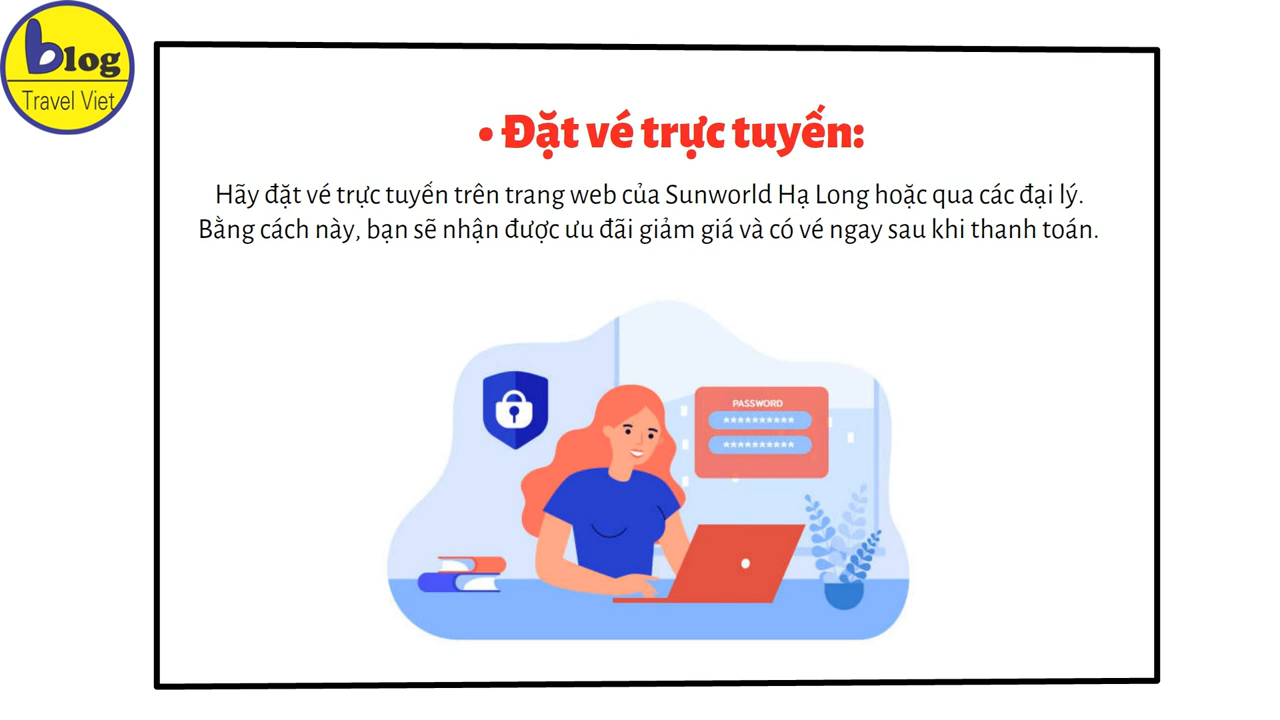 blog
Travel Viet
• Đặt vé trực tuyến:
Hãy đặt vé trực tuyến trên trang web của Sunworld Hạ Long hoặc qua các đại lý.
Bằng cách này, bạn sẽ nhận được ưu đãi giảm giá và có vé ngay sau khi thanh toán.
PASSWORD
**********
**********